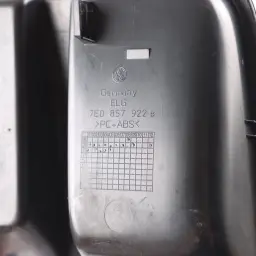 Germany
ELG
7E0 857 922 B
>PC-ABS<